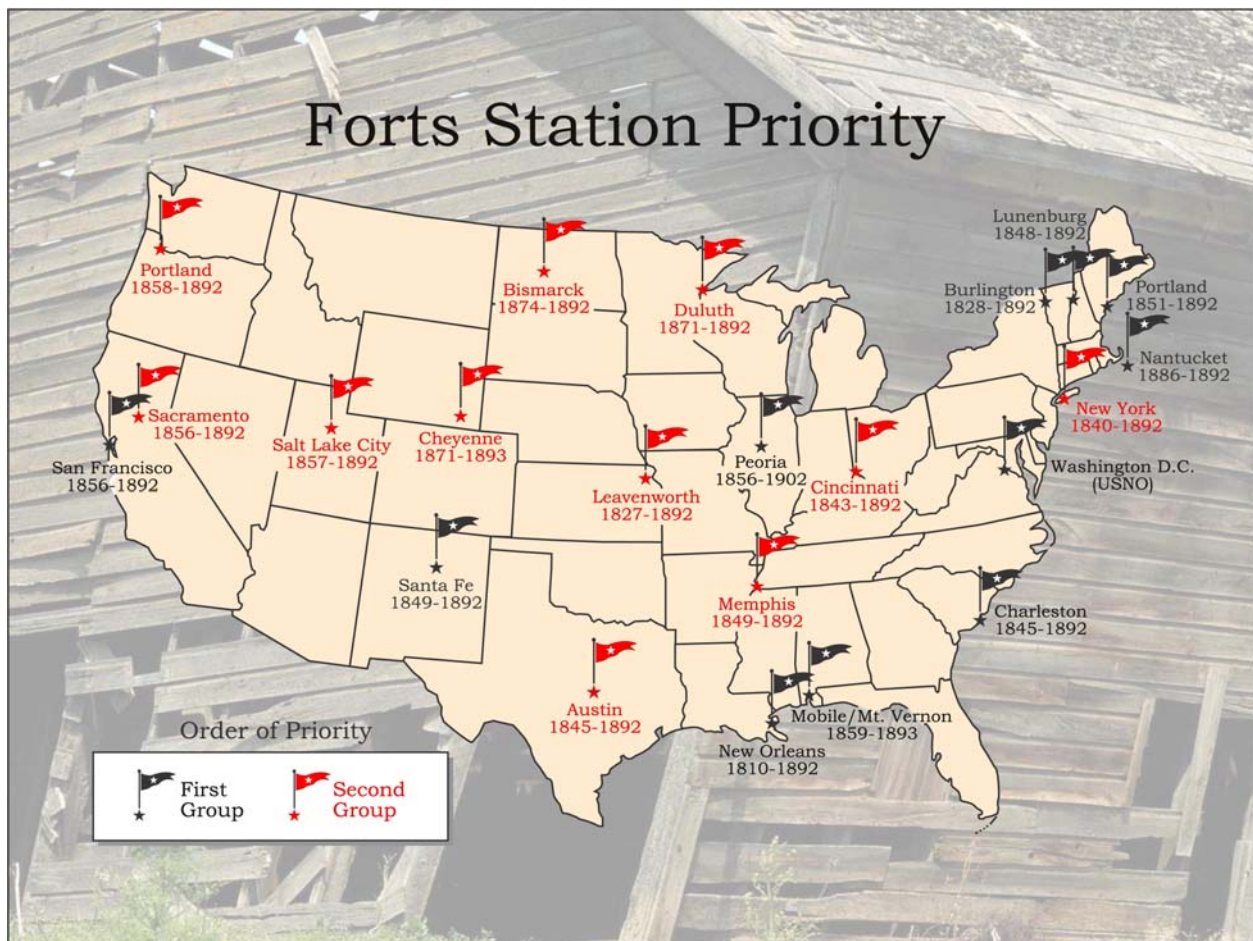 Forts Station Priority
Lunenburg
1848-1892
Portland
1858-1892
Bismarck
1874-1892
Duluth
1871-1892
Burlington
1828-1892
Portland
1851-1892
Nantucket
1886-1892
Sacramento
1856-1892
San Francisco
1856-1892
Salt Lake City
1857-1892
Cheyenne
1871-1893
Leavenworth
1827-1892
Peoria
1856-1902
Cincinnati
1843-1892
New York
1840-1892
Washington D.C.
(USNO)
Santa Fe
1849-1892
Memphis
1849-1892
Charleston
1845-1892
Austin
1845-1892
Mobile/Mt. Vernon
1859-1893
New Orleans
1810-1892
Order of Priority
First
Group
Second
Group